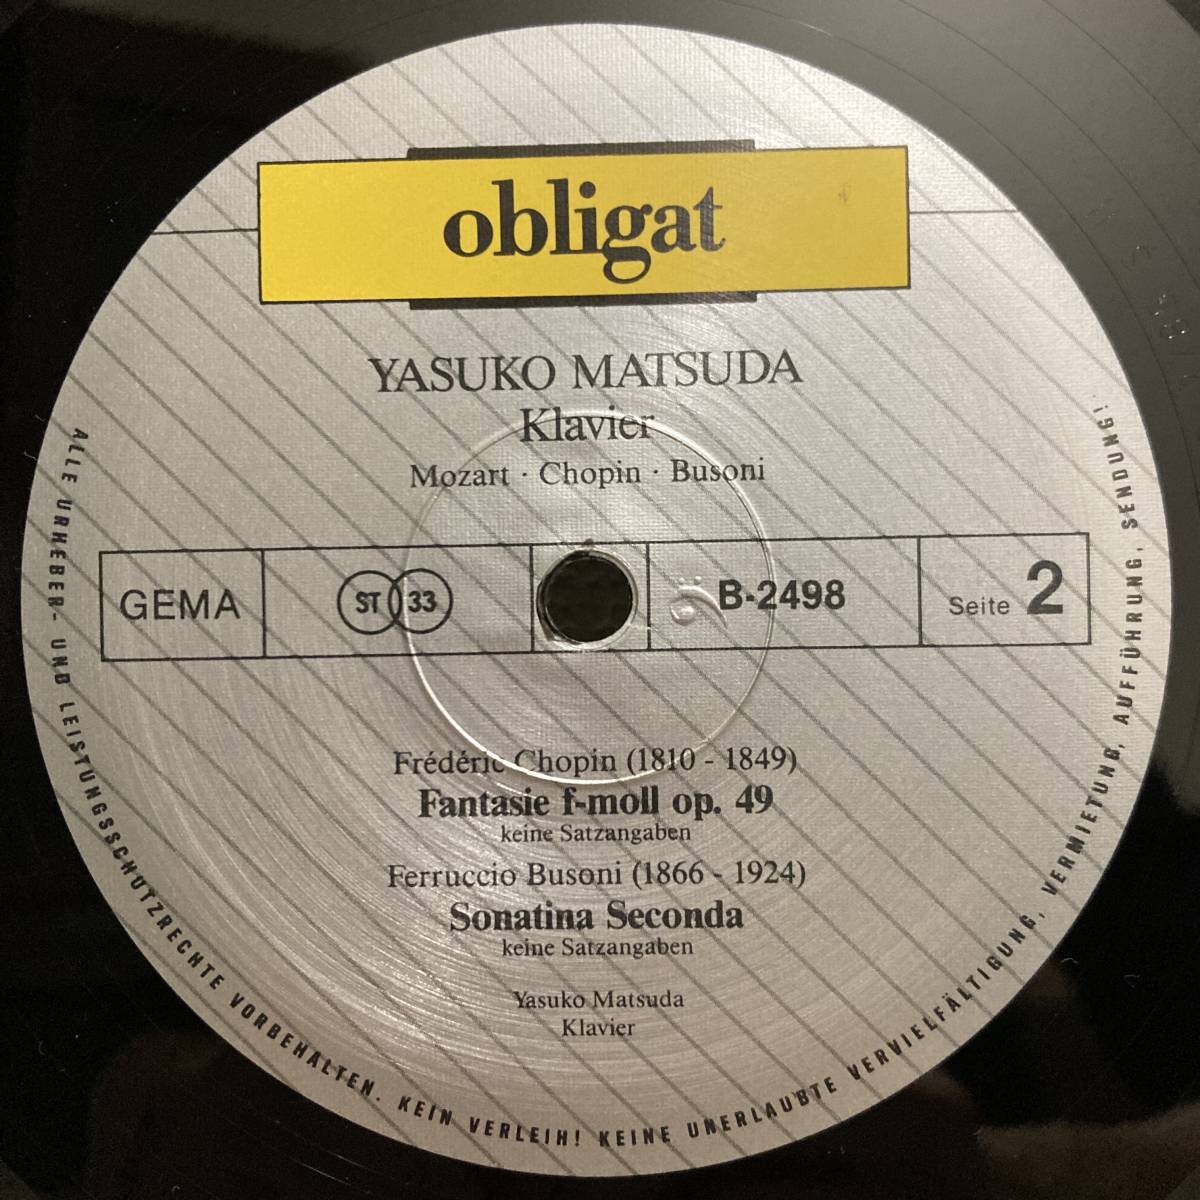 obligat
YASUKO MATSUDA
Klavier
Mozart · Chopin · Busoni
GEMA
ST 33
B-2498
Seite 2
Frédéric Chopin (1810 - 1849)
Fantasie f-moll op. 49
keine Satzangaben
Ferruccio Busoni (1866 - 1924)
Sonatina Seconda
keine Satzangaben
Yasuko Matsuda
Klavier
ALLE URHEBER- UND LEISTUNGSSCHUTZRECHTE VORBEHALTEN. KEIN VERLEIH! KEINE UNERLAUBTE VERVIELFÄLTIGUNG, VERMIETUNG, AUFFÜHRUNG, SENDUNG!